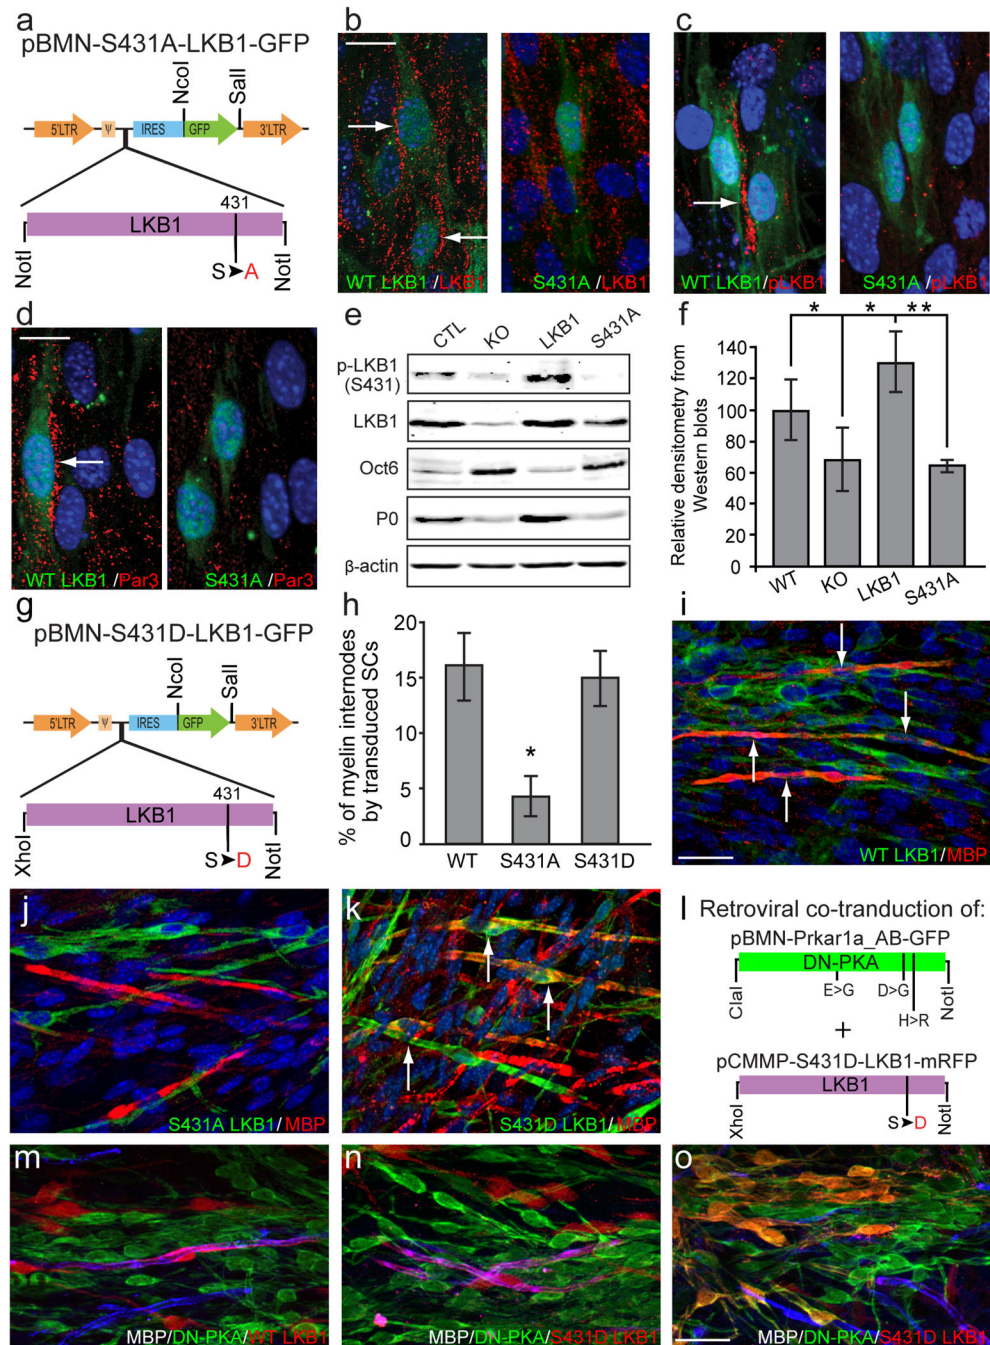 a
pBMN-S431A-LKB1-GFP
NcoI
SalI
5'LTR
Ψ
IRES
GFP
3'LTR
431
LKB1
NotI
S➤A
NotI
b
WT LKB1/LKB1
S431A/LKB1
c
WT LKB1/pLKB1
S431A/pLKB1
d
WT LKB1/Par3
S431A/Par3
e
CTL
KO
LKB1
S431A
p-LKB1
(S431)
LKB1
Oct6
P0
β-actin
f
* * **
Relative densitometry from
Western blots
140
120
100
80
60
40
20
0
WT
KO
LKB1
S431A
g
pBMN-S431D-LKB1-GFP
NcoI
SalI
5'LTR
Ψ
IRES
GFP
3'LTR
431
LKB1
XhoI
S➤D
NotI
h
% of myelin internodes
by transduced SCs
20
15
10
5
0
*
WT
S431A
S431D
i
WT LKB1/MBP
j
S431A LKB1/MBP
k
S431D LKB1/MBP
l Retroviral co-tranduction of:
pBMN-Prkar1a_AB-GFP
DN-PKA
ClaI
E>G
D>G
H>R
NotI
+
pCMMP-S431D-LKB1-mRFP
LKB1
XhoI
S➤D
NotI
m
MBP/DN-PKA/WT LKB1
n
MBP/DN-PKA/S431D LKB1
o
MBP/DN-PKA/S431D LKB1